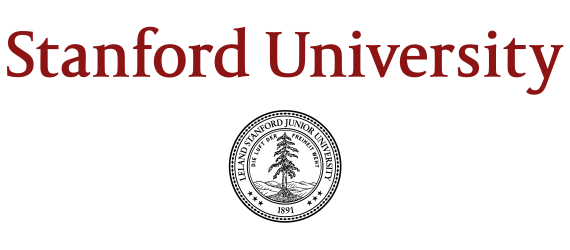 Stanford University
LELAND STANFORD JUNIOR UNIVERSITY
DIE LUFT DER FREIHEIT WEHT
1891